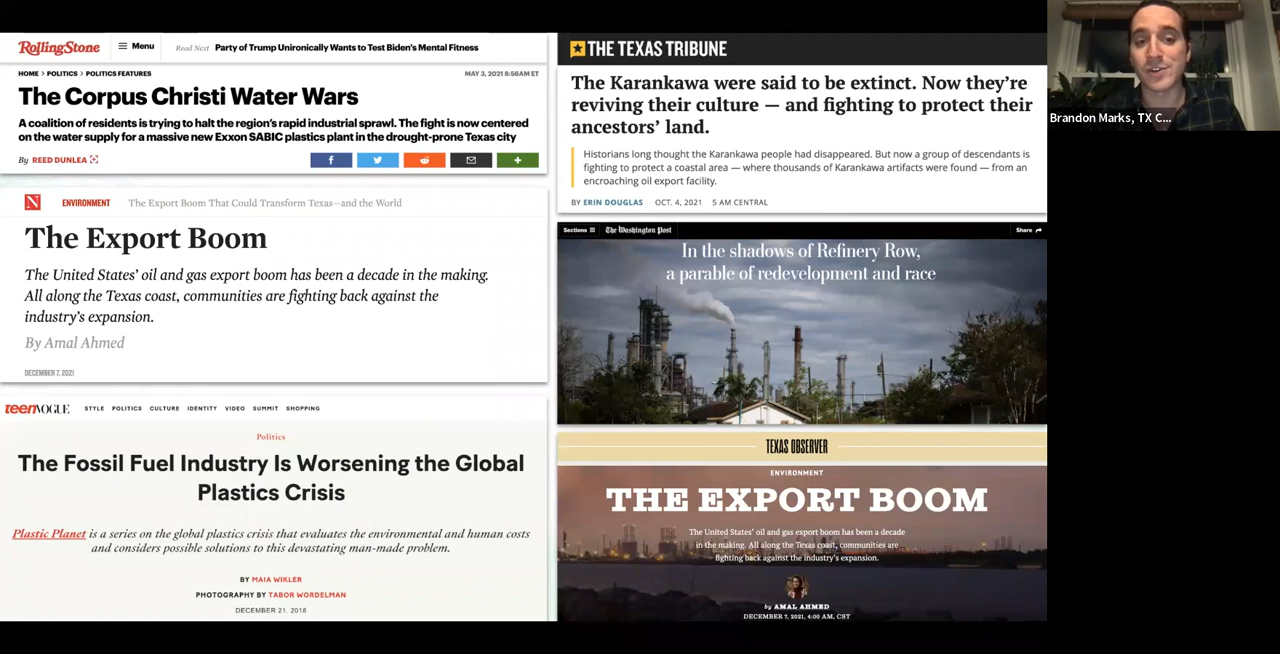 RollingStone
Menu
Read Next Party of Trump Unironically Wants to Test Biden's Mental Fitness
HOME > POLITICS > POLITICS FEATURES
MAY 3, 2021 8:56AM ET
The Corpus Christi Water Wars
A coalition of residents is trying to halt the region's rapid industrial sprawl. The fight is now centered
on the water supply for a massive new Exxon SABIC plastics plant in the drought-prone Texas city
By REED DUNLEA
N
ENVIRONMENT
The Export Boom That Could Transform Texas—and the World
The Export Boom
The United States' oil and gas export boom has been a decade in the making.
All along the Texas coast, communities are fighting back against the
industry's expansion.
By Amal Ahmed
DECEMBER 7, 2021
teenVOGUE
STYLE POLITICS CULTURE IDENTITY VIDEO SUMMIT SHOPPING
Politics
The Fossil Fuel Industry Is Worsening the Global
Plastics Crisis
Plastic Planet is a series on the global plastics crisis that evaluates the environmental and human costs
and considers possible solutions to this devastating man-made problem.
BY MAIA WIKLER
PHOTOGRAPHY BY TABOR WORDELMAN
DECEMBER 21, 2018
THE TEXAS TRIBUNE
The Karankawa were said to be extinct. Now they're
reviving their culture — and fighting to protect their
ancestors' land.
Historians long thought the Karankawa people had disappeared. But now a group of descendants is
fighting to protect a coastal area — where thousands of Karankawa artifacts were found — from an
encroaching oil export facility.
BY ERIN DOUGLAS OCT. 4, 2021 5 AM CENTRAL
Sections
The Washington Post
Share
In the shadows of Refinery Row,
a parable of redevelopment and race
TEXAS OBSERVER
ENVIRONMENT
THE EXPORT BOOM
The United States' oil and gas export boom has been a decade
in the making. All along the Texas coast, communities are
fighting back against the industry's expansion.
by AMAL AHMED
DECEMBER 7, 2021, 4:00 AM, CST
Brandon Marks, TX C...